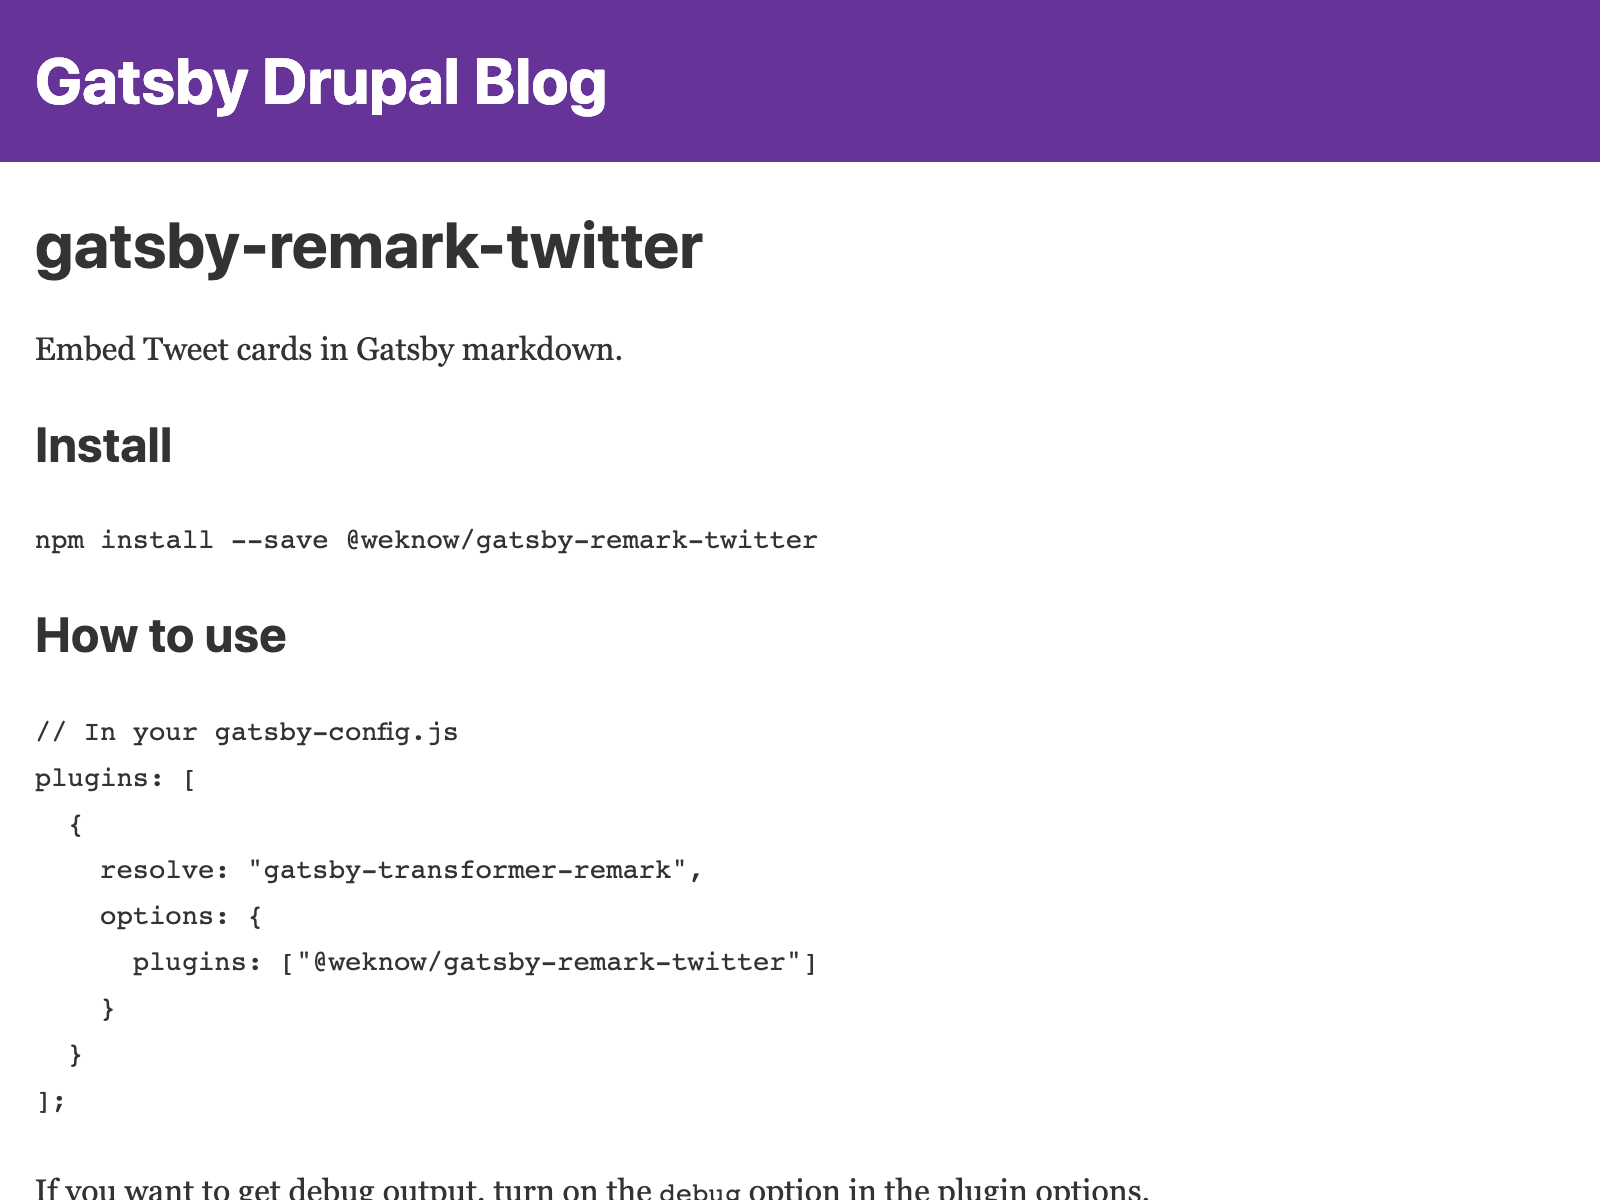 Gatsby Drupal Blog
gatsby-remark-twitter
Embed Tweet cards in Gatsby markdown.
Install
npm install --save @weknow/gatsby-remark-twitter
How to use
// In your gatsby-config.js
plugins: [
  {
    resolve: "gatsby-transformer-remark",
    options: {
      plugins: ["@weknow/gatsby-remark-twitter"]
    }
  }
];
If you want to get debug output, turn on the debug option in the plugin options.